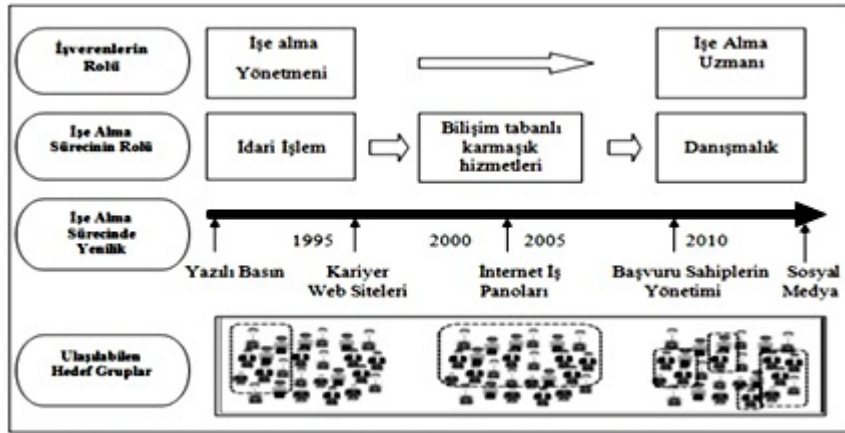 İşverenlerin
Rolü
İşe alma
Yönetmeni
İşe Alma
Uzmanı
İşe Alma
Sürecinin Rolü
İdari İşlem
Bilişim tabanlı
karmaşık
hizmetleri
Danışmalık
İşe Alma
Sürecinde
Yenilik
1995
2000
2005
2010
Yazılı Basın
Kariyer
Web Siteleri
İnternet İş
Panoları
Başvuru Sahiplerin
Yönetimi
Sosyal
Medya
Ulaşılabilen
Hedef Gruplar